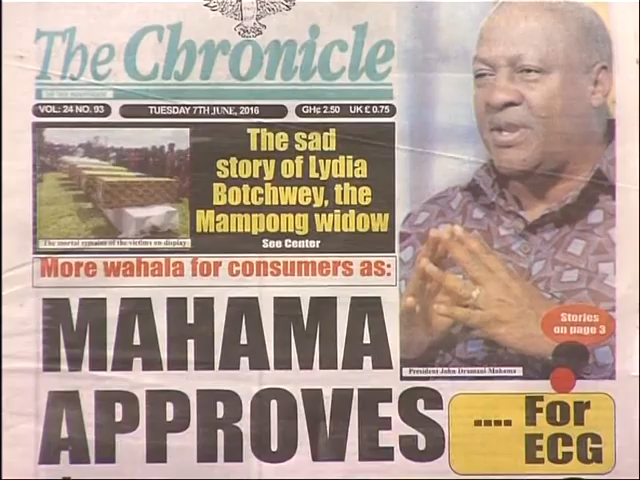 The Chronicle
VOL: 24 NO. 93
TUESDAY 7TH JUNE, 2016
GH¢ 2.50 UK £ 0.75
The sad
story of Lydia
Botchwey, the
Mampong widow
See Center
The mortal remains of the victims on display
More wahala for consumers as:
MAHAMA
APPROVES
.... For
ECG
Stories
on page 3
President John Dramani Mahama